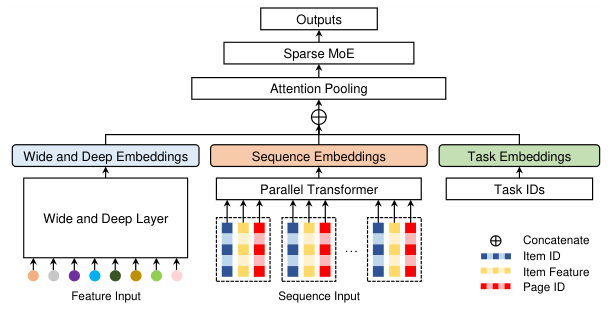 Outputs
Sparse MoE
Attention Pooling
Wide and Deep Embeddings
Sequence Embeddings
Task Embeddings
Wide and Deep Layer
Parallel Transformer
Task IDs
...
Feature Input
Sequence Input
Concatenate
Item ID
Item Feature
Page ID